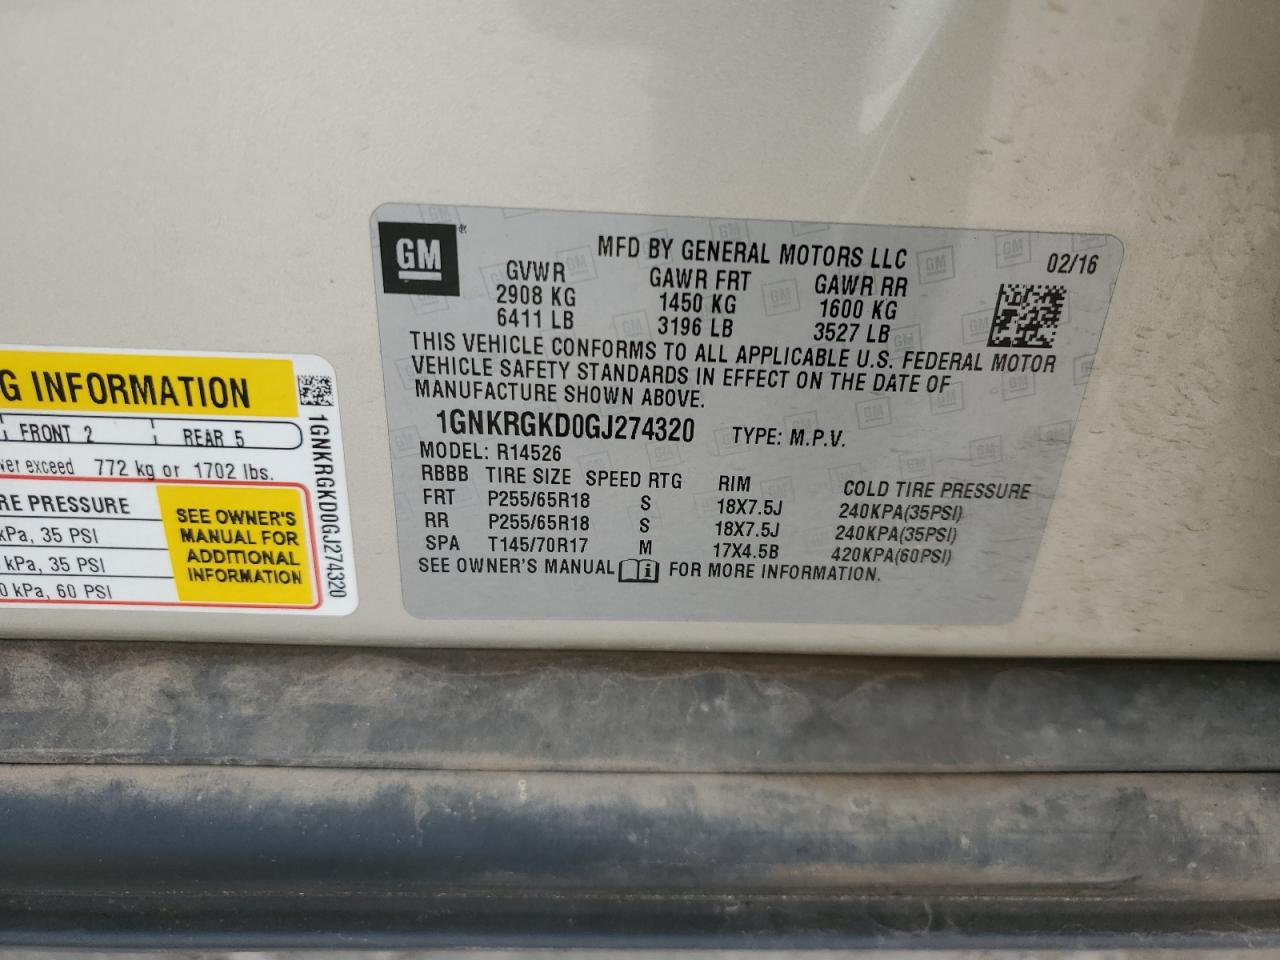 GM
MFD BY GENERAL MOTORS LLC 02/16
GVWR GAWR FRT GAWR RR
2908 KG 1450 KG 1600 KG
6411 LB 3196 LB 3527 LB
THIS VEHICLE CONFORMS TO ALL APPLICABLE U.S. FEDERAL MOTOR
VEHICLE SAFETY STANDARDS IN EFFECT ON THE DATE OF
MANUFACTURE SHOWN ABOVE.
1GNKRGKD0GJ274320 TYPE: M.P.V.
MODEL: R14526
RBBB TIRE SIZE SPEED RTG RIM COLD TIRE PRESSURE
FRT P255/65R18 S 18X7.5J 240KPA(35PSI)
RR P255/65R18 S 18X7.5J 240KPA(35PSI)
SPA T145/70R17 M 17X4.5B 420KPA(60PSI)
SEE OWNER'S MANUAL i FOR MORE INFORMATION.
G INFORMATION
FRONT 2 REAR 5
ver exceed 772 kg or 1702 lbs.
RE PRESSURE
kPa, 35 PSI
kPa, 35 PSI
0 kPa, 60 PSI
SEE OWNER'S
MANUAL FOR
ADDITIONAL
INFORMATION
1GNKRGKD0GJ274320